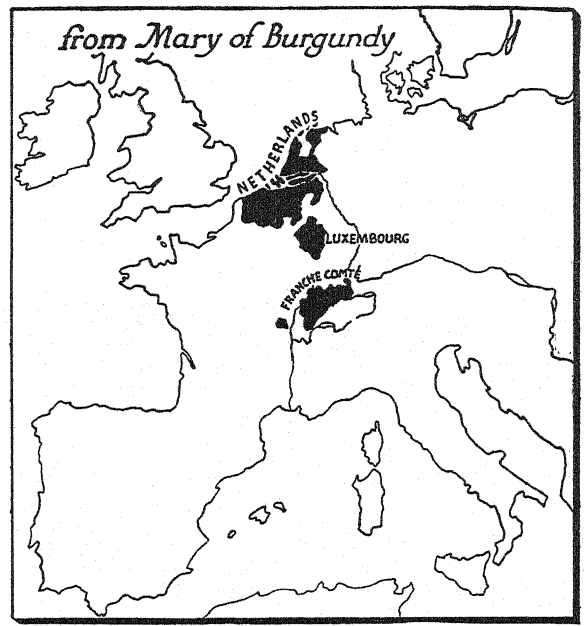 from Mary of Burgundy
NETHERLANDS
LUXEMBOURG
FRANCHE COMTÉ